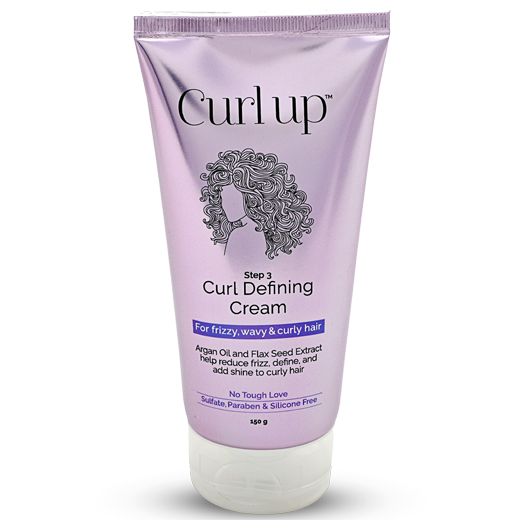 Curl up™
Step 3
Curl Defining
Cream
For frizzy, wavy & curly hair
Argan Oil and Flax Seed Extract
help reduce frizz, define, and
add shine to curly hair
No Tough Love
Sulfate, Paraben & Silicone Free
150 g